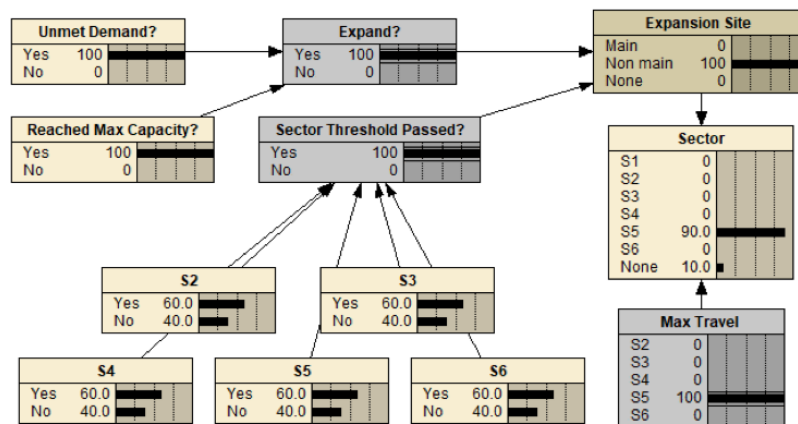 Unmet Demand?
Yes 100
No 0
Expand?
Yes 100
No 0
Expansion Site
Main 0
Non main 100
None 0
Reached Max Capacity?
Yes 100
No 0
Sector Threshold Passed?
Yes 100
No 0
Sector
S1 0
S2 0
S3 0
S4 0
S5 90.0
S6 0
None 10.0
S2
Yes 60.0
No 40.0
S3
Yes 60.0
No 40.0
Max Travel
S2 0
S3 0
S4 0
S5 100
S6 0
S4
Yes 60.0
No 40.0
S5
Yes 60.0
No 40.0
S6
Yes 60.0
No 40.0